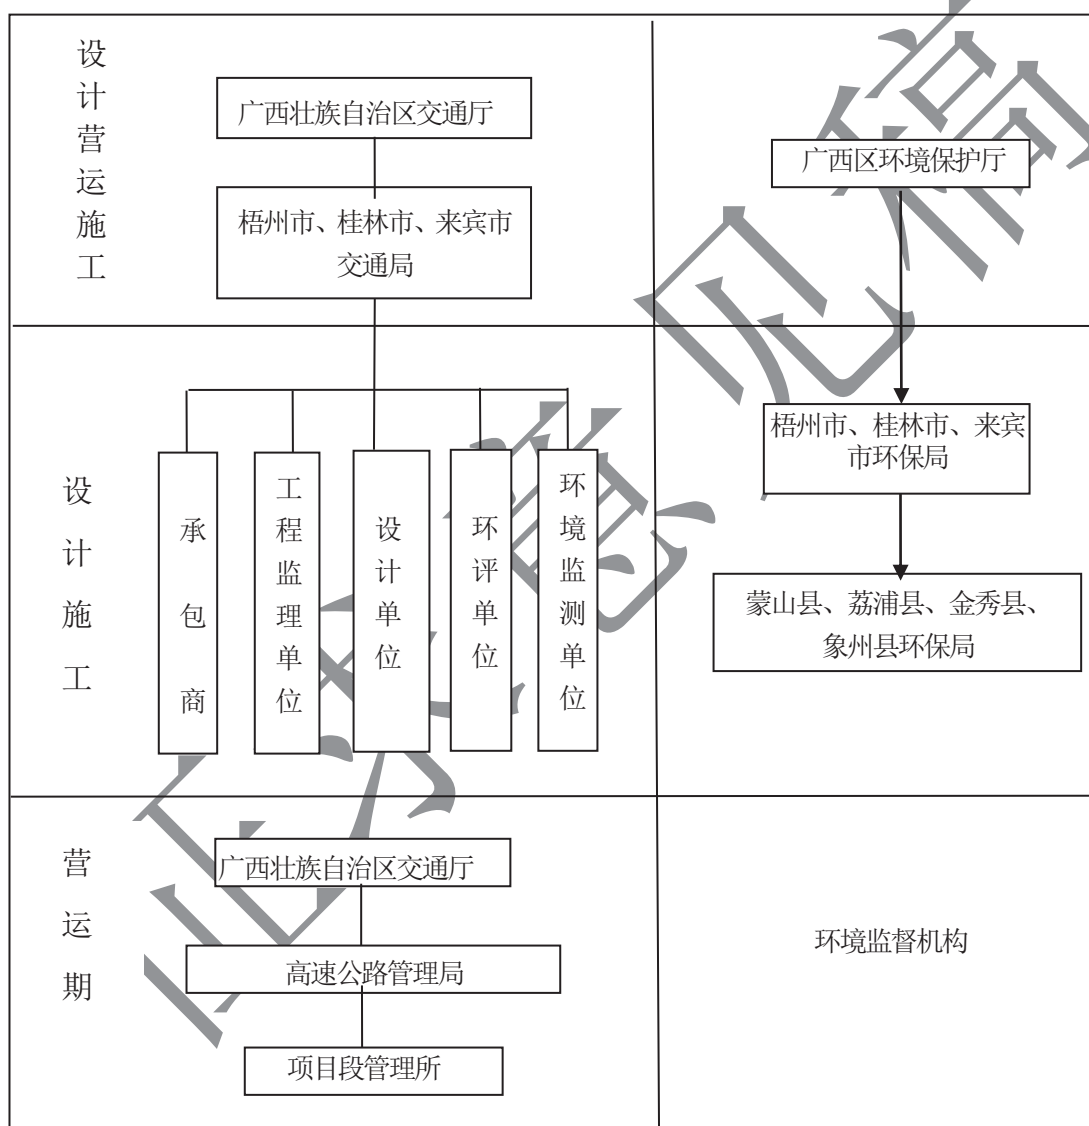 设计营运施工
广西壮族自治区交通厅
梧州市、桂林市、来宾市
交通局
广西区环境保护厅
设计施工
承包商
工程监理单位
设计单位
环评单位
环境监测单位
梧州市、桂林市、来宾
市环保局
蒙山县、荔浦县、金秀县、
象州县环保局
营运期
广西壮族自治区交通厅
高速公路管理局
项目段管理所
环境监督机构
征求意见稿